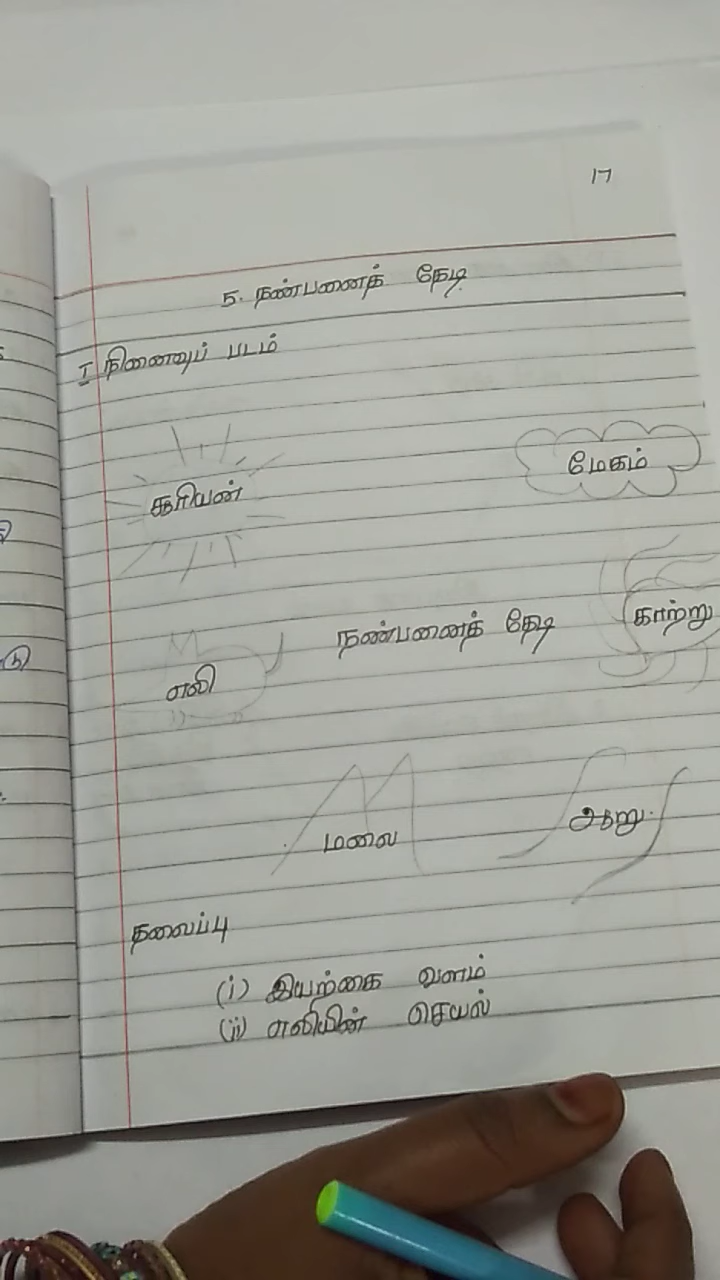 17
5. நண்பனைத் தேடி
I நினைவுப் படம்
சூரியன்
மேகம்
நண்பனைத் தேடி
காற்று
எலி
மலை
ஆறு.
தலைப்பு
(i) இயற்கை வளம்
(ii) எலியின் செயல்